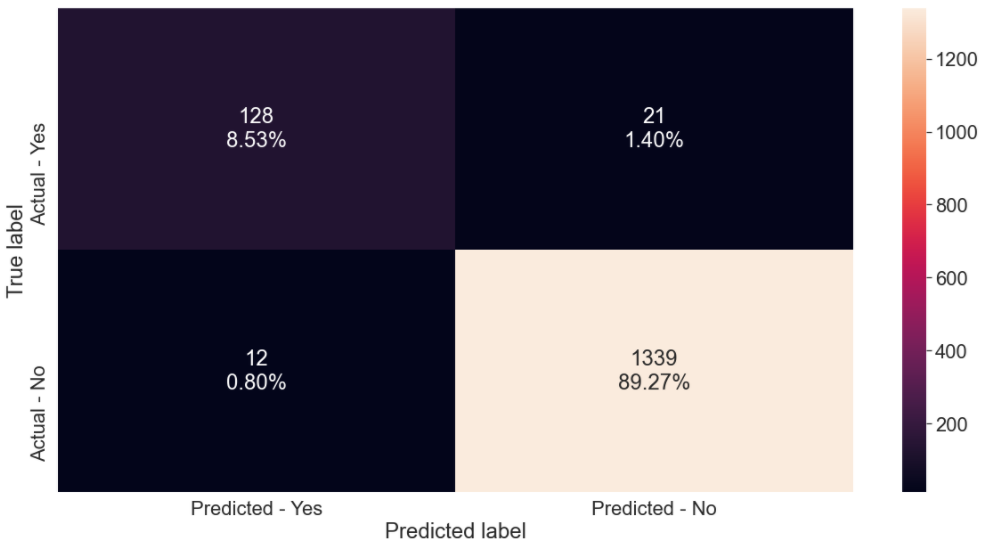 128
8.53%
21
1.40%
12
0.80%
1339
89.27%
Actual - Yes
Actual - No
True label
Predicted - Yes
Predicted - No
Predicted label
1200
1000
800
600
400
200